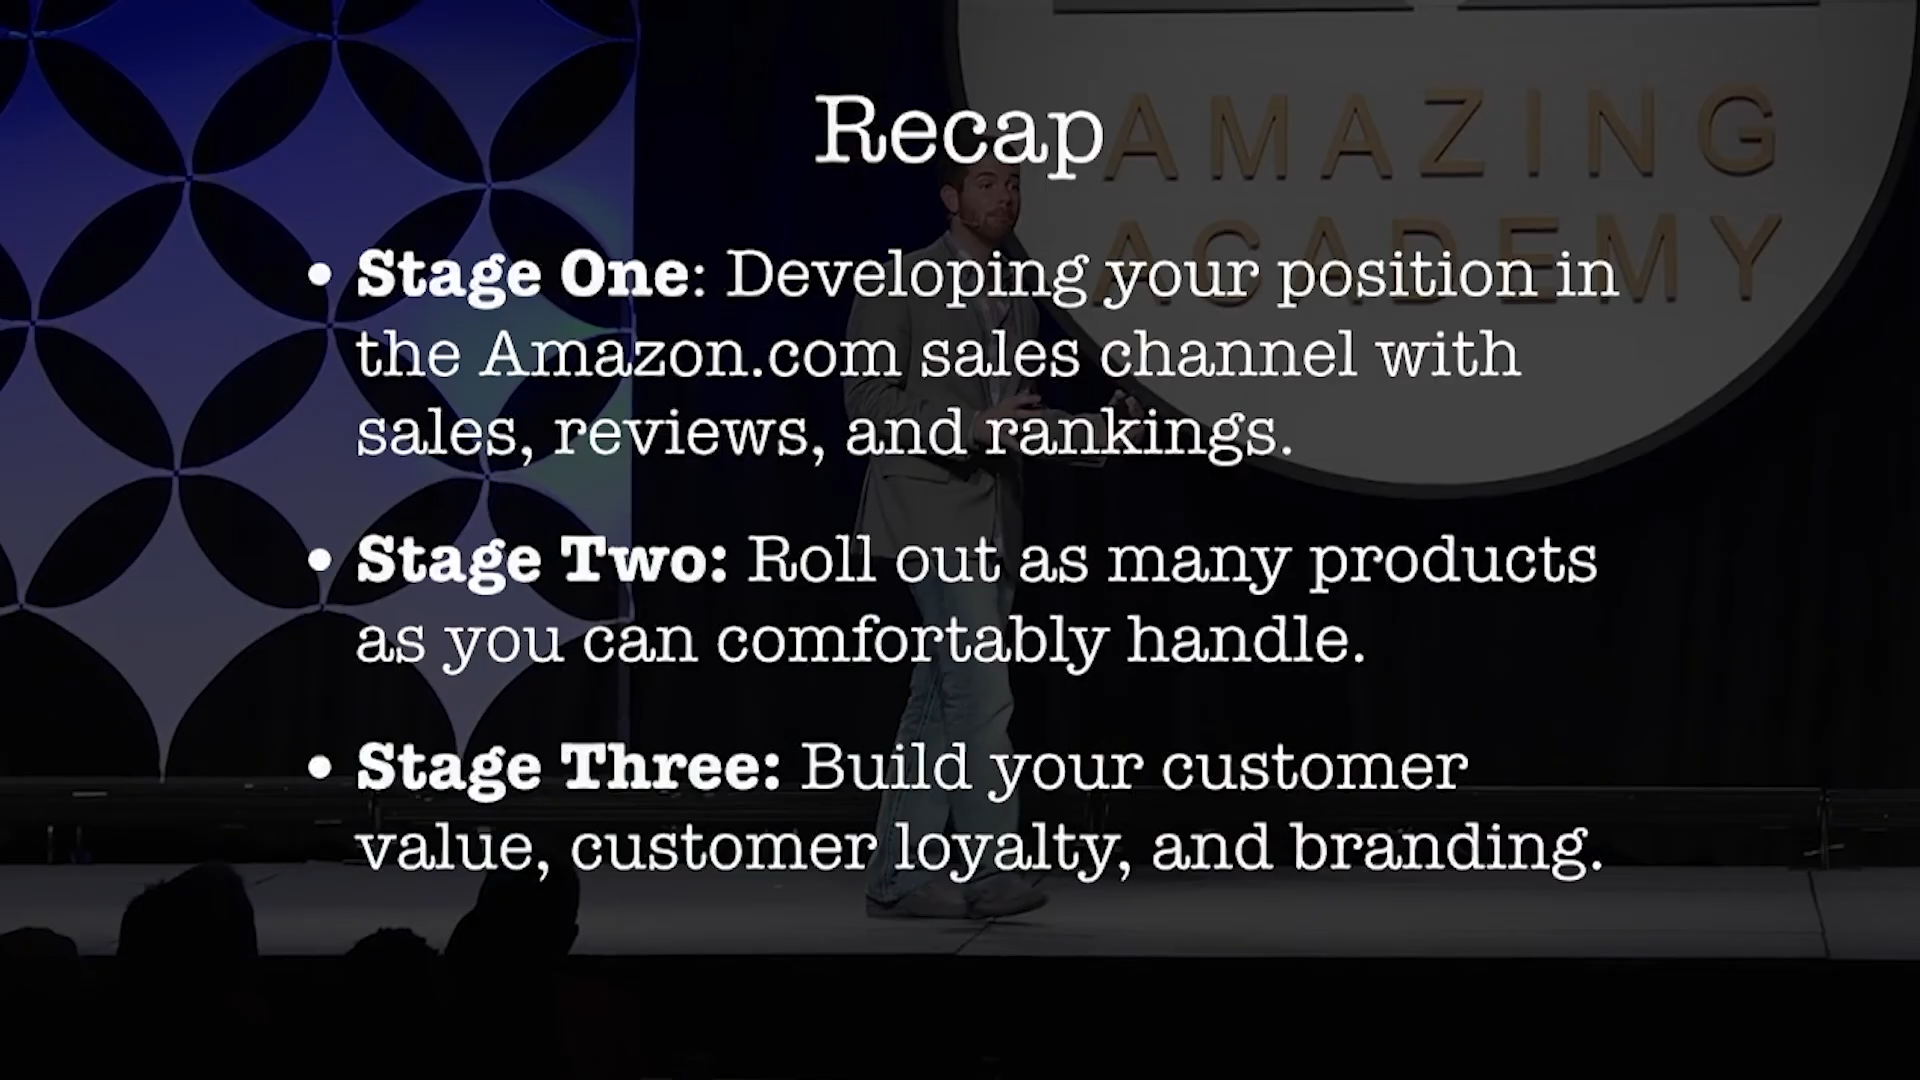 Recap
AMAZING
ACADEMY
• Stage One: Developing your position in
the Amazon.com sales channel with
sales, reviews, and rankings.
• Stage Two: Roll out as many products
as you can comfortably handle.
• Stage Three: Build your customer
value, customer loyalty, and branding.